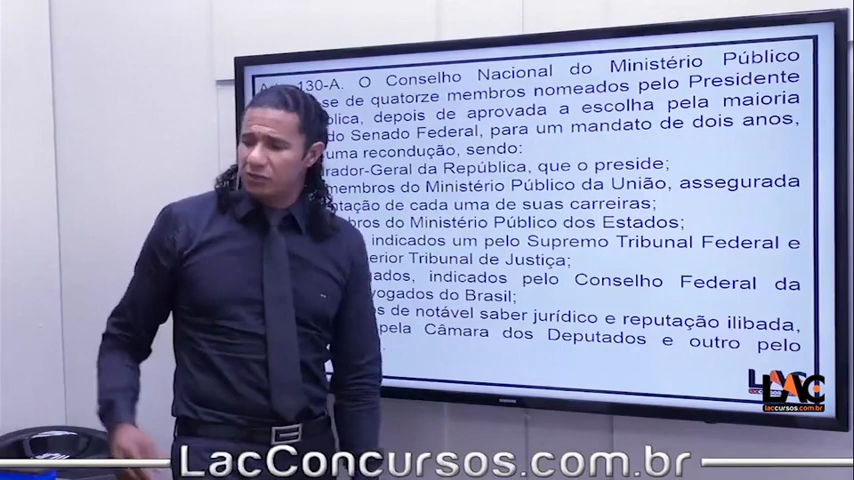 130-A. O Conselho Nacional do Ministério Público
se de quatorze membros nomeados pelo Presidente
blica, depois de aprovada a escolha pela maioria
do Senado Federal, para um mandato de dois anos,
uma recondução, sendo:
urador-Geral da República, que o preside;
membros do Ministério Público da União, assegurada
ntação de cada uma de suas carreiras;
bros do Ministério Público dos Estados;
indicados um pelo Supremo Tribunal Federal e
erior Tribunal de Justiça;
gados, indicados pelo Conselho Federal da
vogados do Brasil;
s de notável saber jurídico e reputação ilibada,
pela Câmara dos Deputados e outro pelo
LAC
lacconcursos.com.br
LacConcursos.com.br